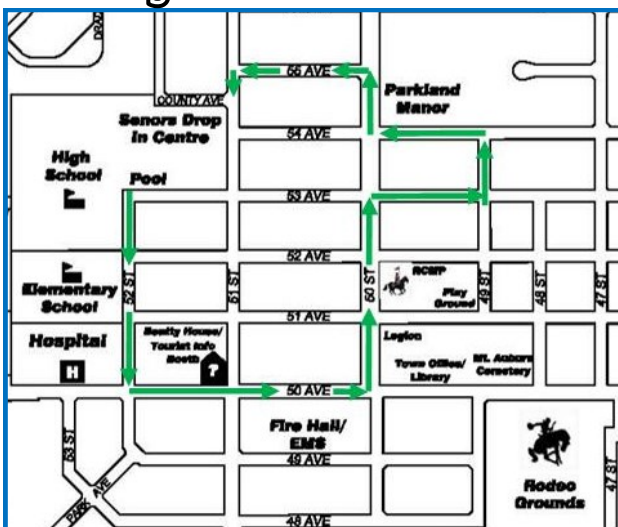 g
DRAD
55 AVE
COUNTY AVE
Parkland
Manor
Senors Drop
in Centre
54 AVE
High
School
Pool
53 AVE
52 AVE
52 ST
51 ST
50 ST
49 ST
48 ST
47 ST
RCMP
Play
Ground
Elementary
School
51 AVE
Hospital
H
Beatty House/
Tourist Info
Booth
?
Legion
Town Office/
Library
Mt. Auburn
Cemetery
50 AVE
Fire Hall/
EMS
53 ST
49 AVE
PARK AVE
Rodeo
Grounds
47 ST
48 AVE